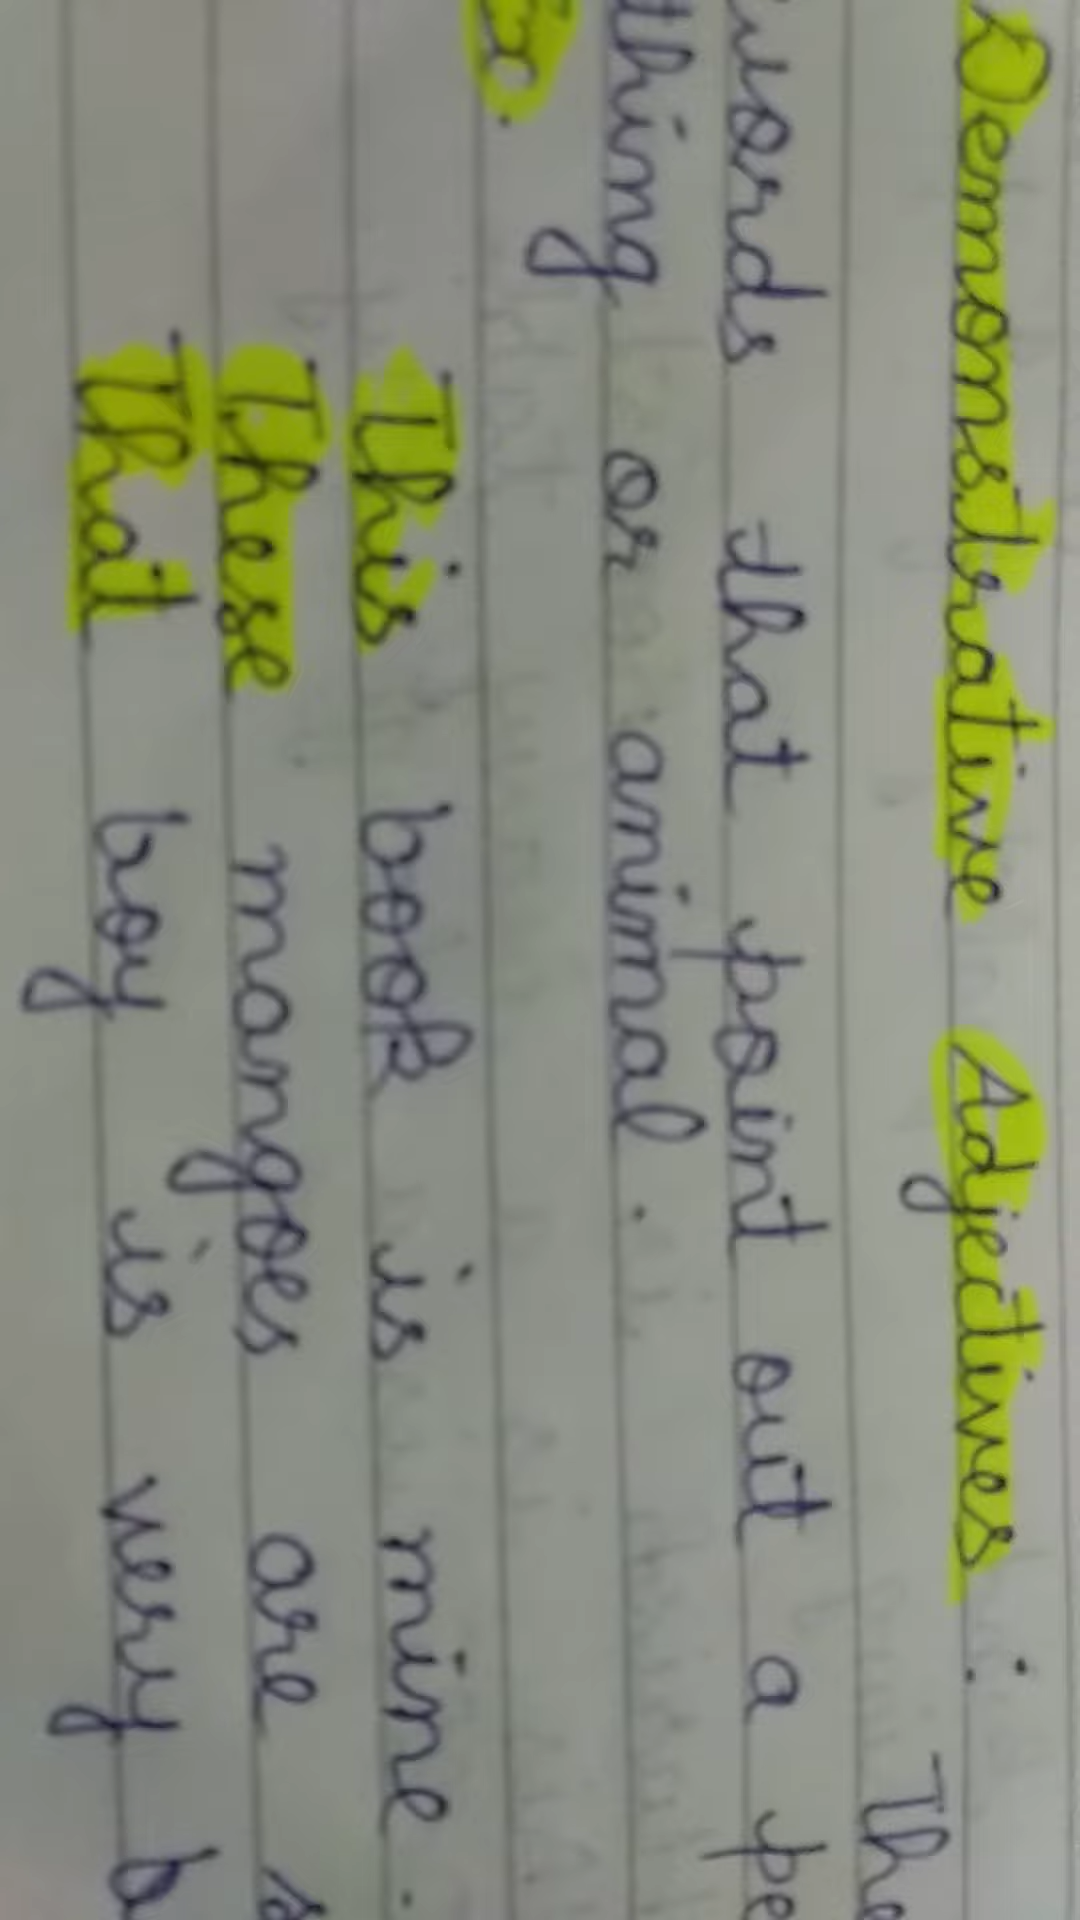 Demonstrative Adjectives :
The
words that point out a pe
thing or animal.
Ex.
This book is mine.
These mangoes are s
That boy is very b